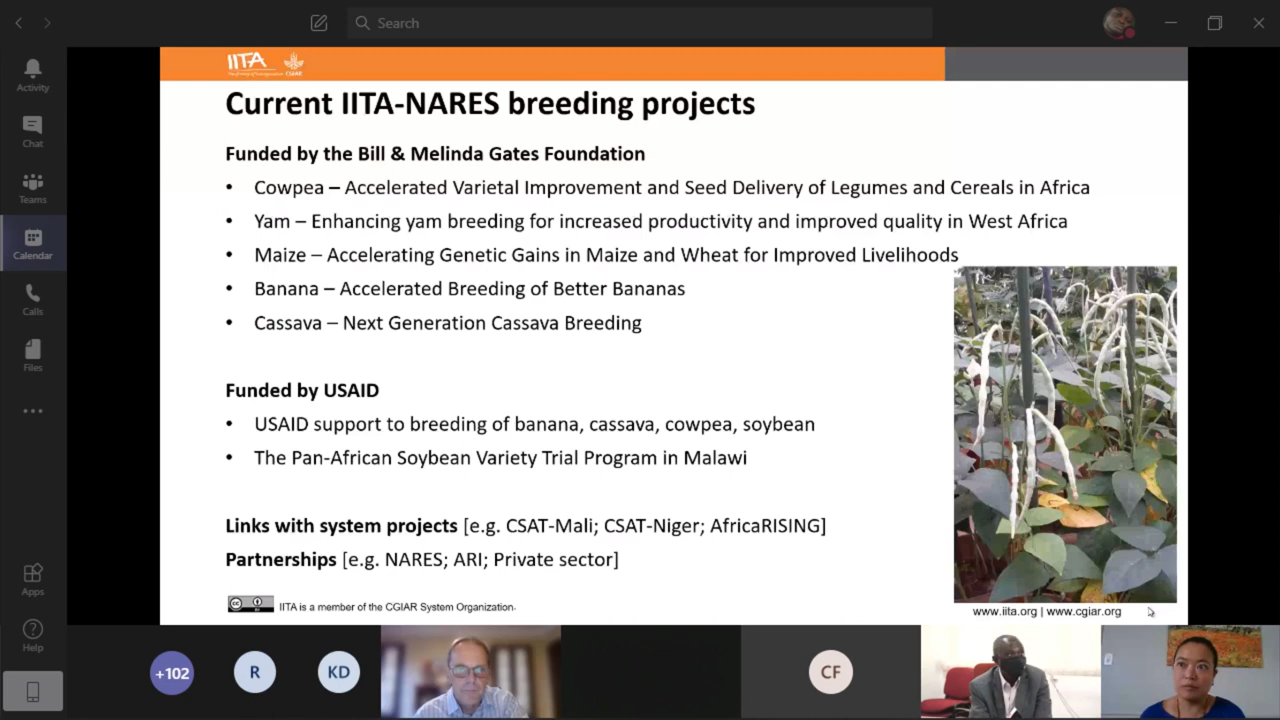 Search
Activity
Chat
Teams
Calendar
Calls
Files
Apps
Help
IITA
CGIAR
Current IITA-NARES breeding projects
Funded by the Bill & Melinda Gates Foundation
• Cowpea – Accelerated Varietal Improvement and Seed Delivery of Legumes and Cereals in Africa
• Yam – Enhancing yam breeding for increased productivity and improved quality in West Africa
• Maize – Accelerating Genetic Gains in Maize and Wheat for Improved Livelihoods
• Banana – Accelerated Breeding of Better Bananas
• Cassava – Next Generation Cassava Breeding
Funded by USAID
• USAID support to breeding of banana, cassava, cowpea, soybean
• The Pan-African Soybean Variety Trial Program in Malawi
Links with system projects [e.g. CSAT-Mali; CSAT-Niger; AfricaRISING]
Partnerships [e.g. NARES; ARI; Private sector]
IITA is a member of the CGIAR System Organization.
www.iita.org | www.cgiar.org
+102
R
KD
CF